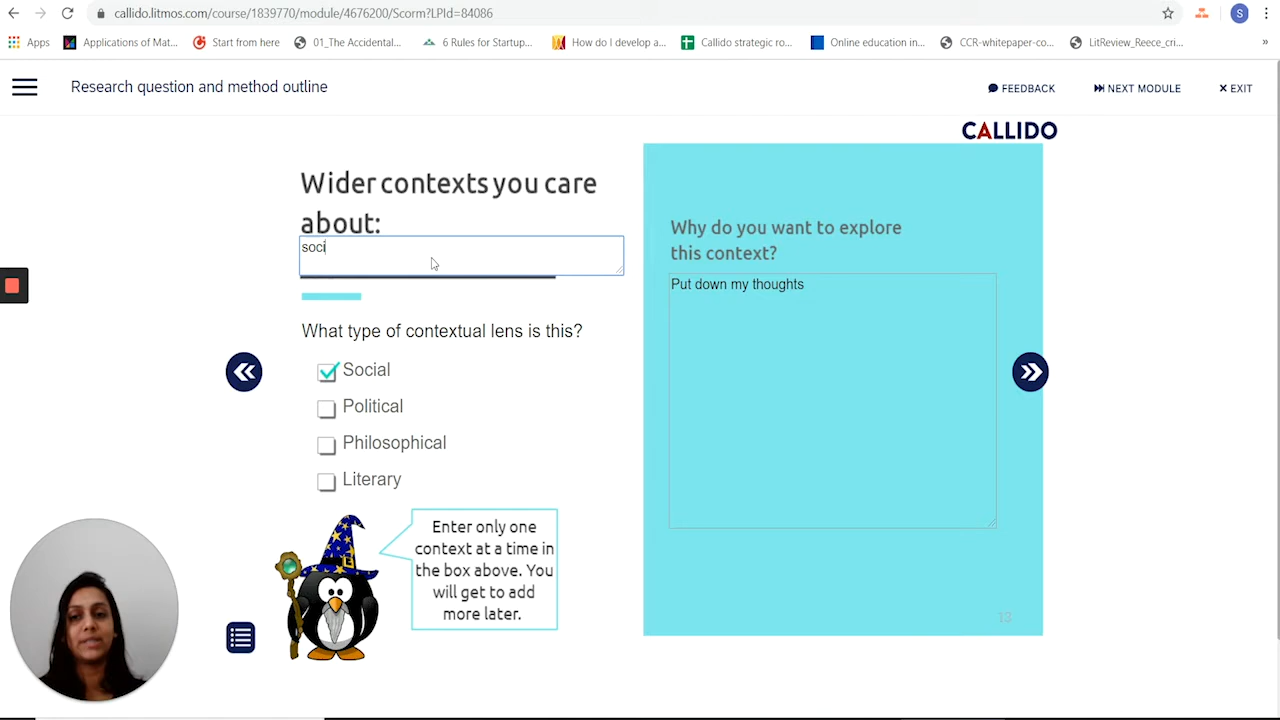 callido.litmos.com/course/1839770/module/4676200/Scorm?LPId=84086
S
Apps
Applications of Mat...
Start from here
01_The Accidental...
6 Rules for Startup...
How do I develop a...
Callido strategic ro...
Online education in...
CCR-whitepaper-co...
LitReview_Reece_cri...
»
Research question and method outline
FEEDBACK
NEXT MODULE
EXIT
CALLIDO
Wider contexts you care
about:
soci
What type of contextual lens is this?
Social
Political
Philosophical
Literary
Enter only one
context at a time in
the box above. You
will get to add
more later.
Why do you want to explore
this context?
Put down my thoughts
13